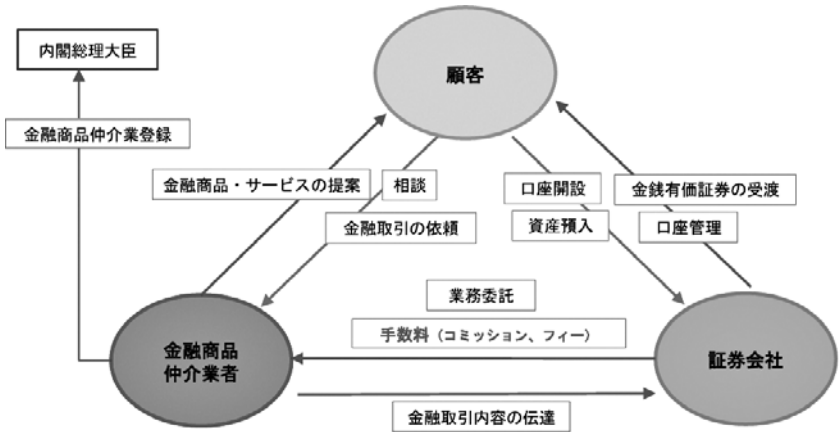 内閣総理大臣
顧客
金融商品仲介業登録
金融商品・サービスの提案
相談
口座開設
金銭有価証券の受渡
金融取引の依頼
資産預入
口座管理
業務委託
手数料（コミッション、フィー）
金融商品
仲介業者
証券会社
金融取引内容の伝達